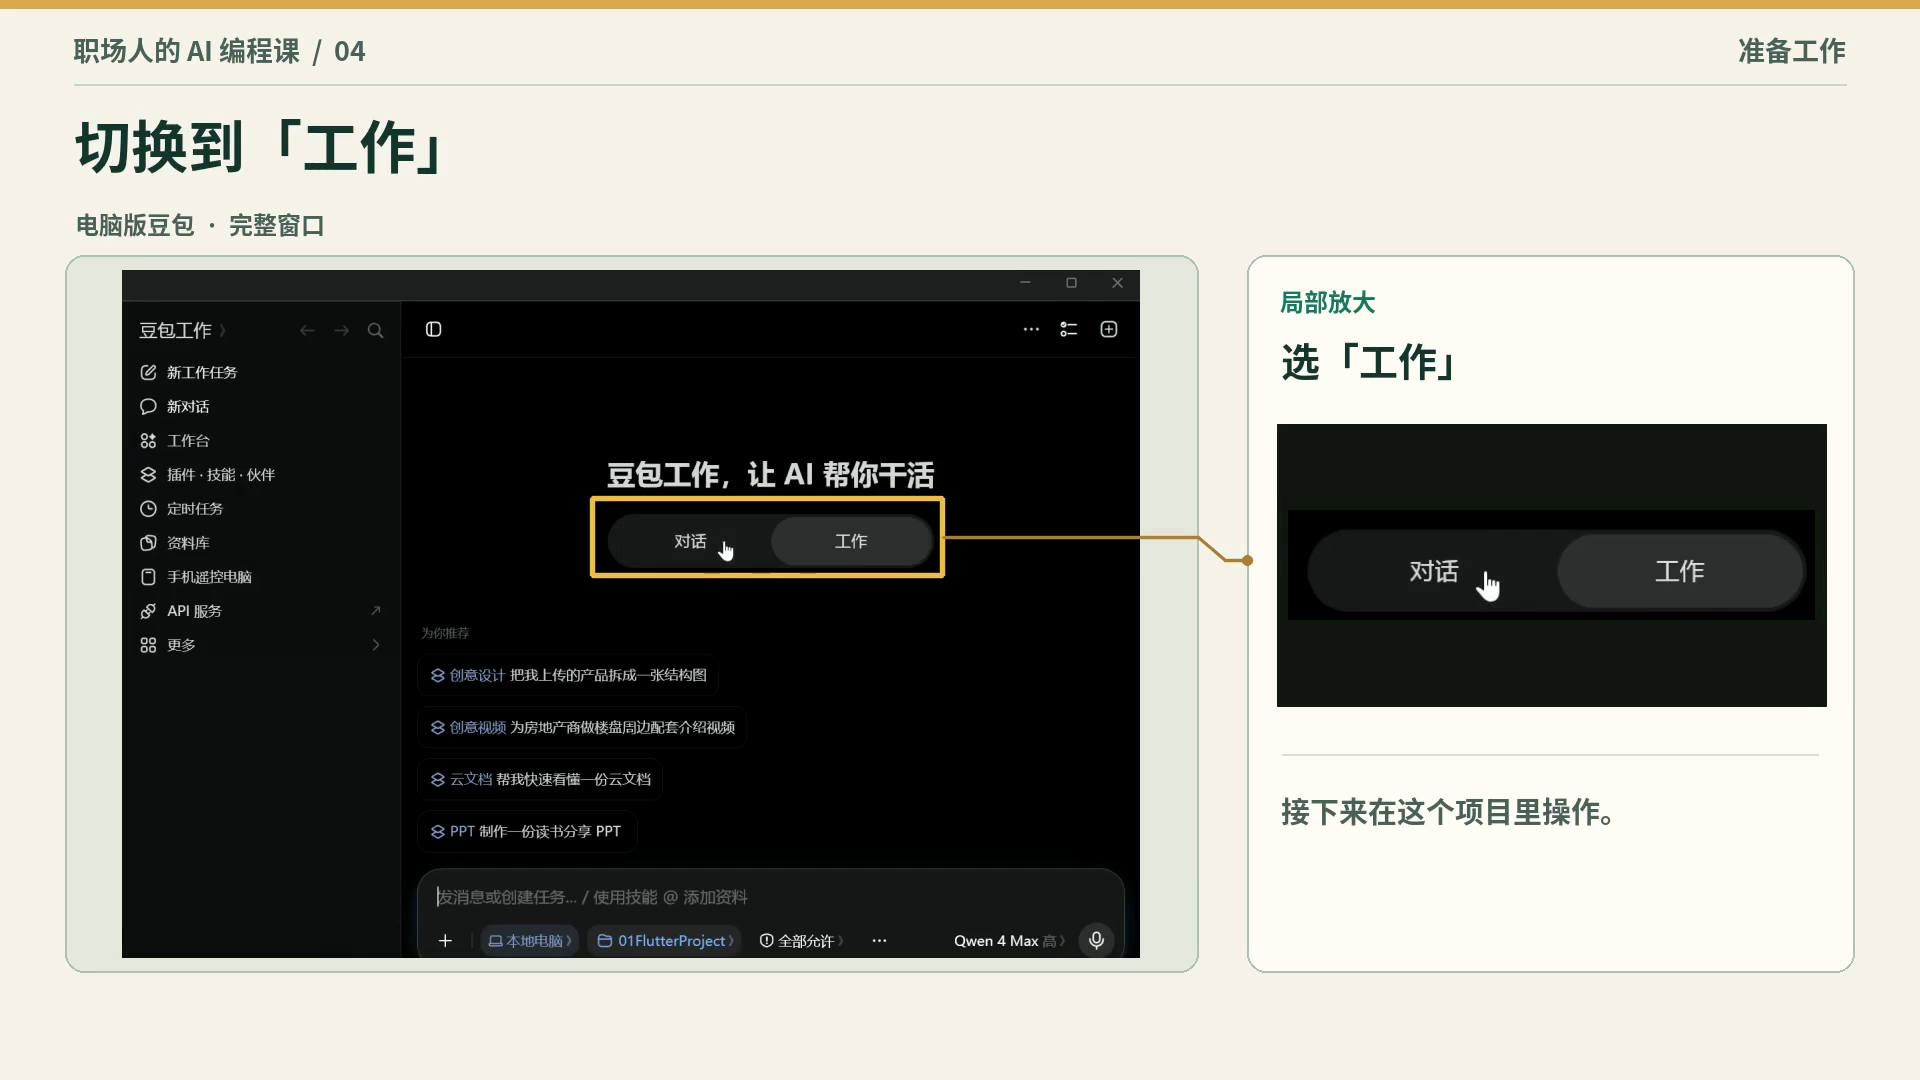 职场人的 AI 编程课 / 04
准备工作
切换到「工作」
电脑版豆包 · 完整窗口
豆包工作
新工作任务
新对话
工作台
插件 · 技能 · 伙伴
定时任务
资料库
手机遥控电脑
API 服务
更多
豆包工作，让 AI 帮你干活
对话
工作
为你推荐
创意设计 把我上传的产品拆成一张结构图
创意视频 为房地产商做楼盘周边配套介绍视频
云文档 帮我快速看懂一份云文档
PPT 制作一份读书分享 PPT
发消息或创建任务... / 使用技能 @ 添加资料
本地电脑
01FlutterProject
全部允许
Qwen 4 Max 高
局部放大
选「工作」
对话
工作
接下来在这个项目里操作。